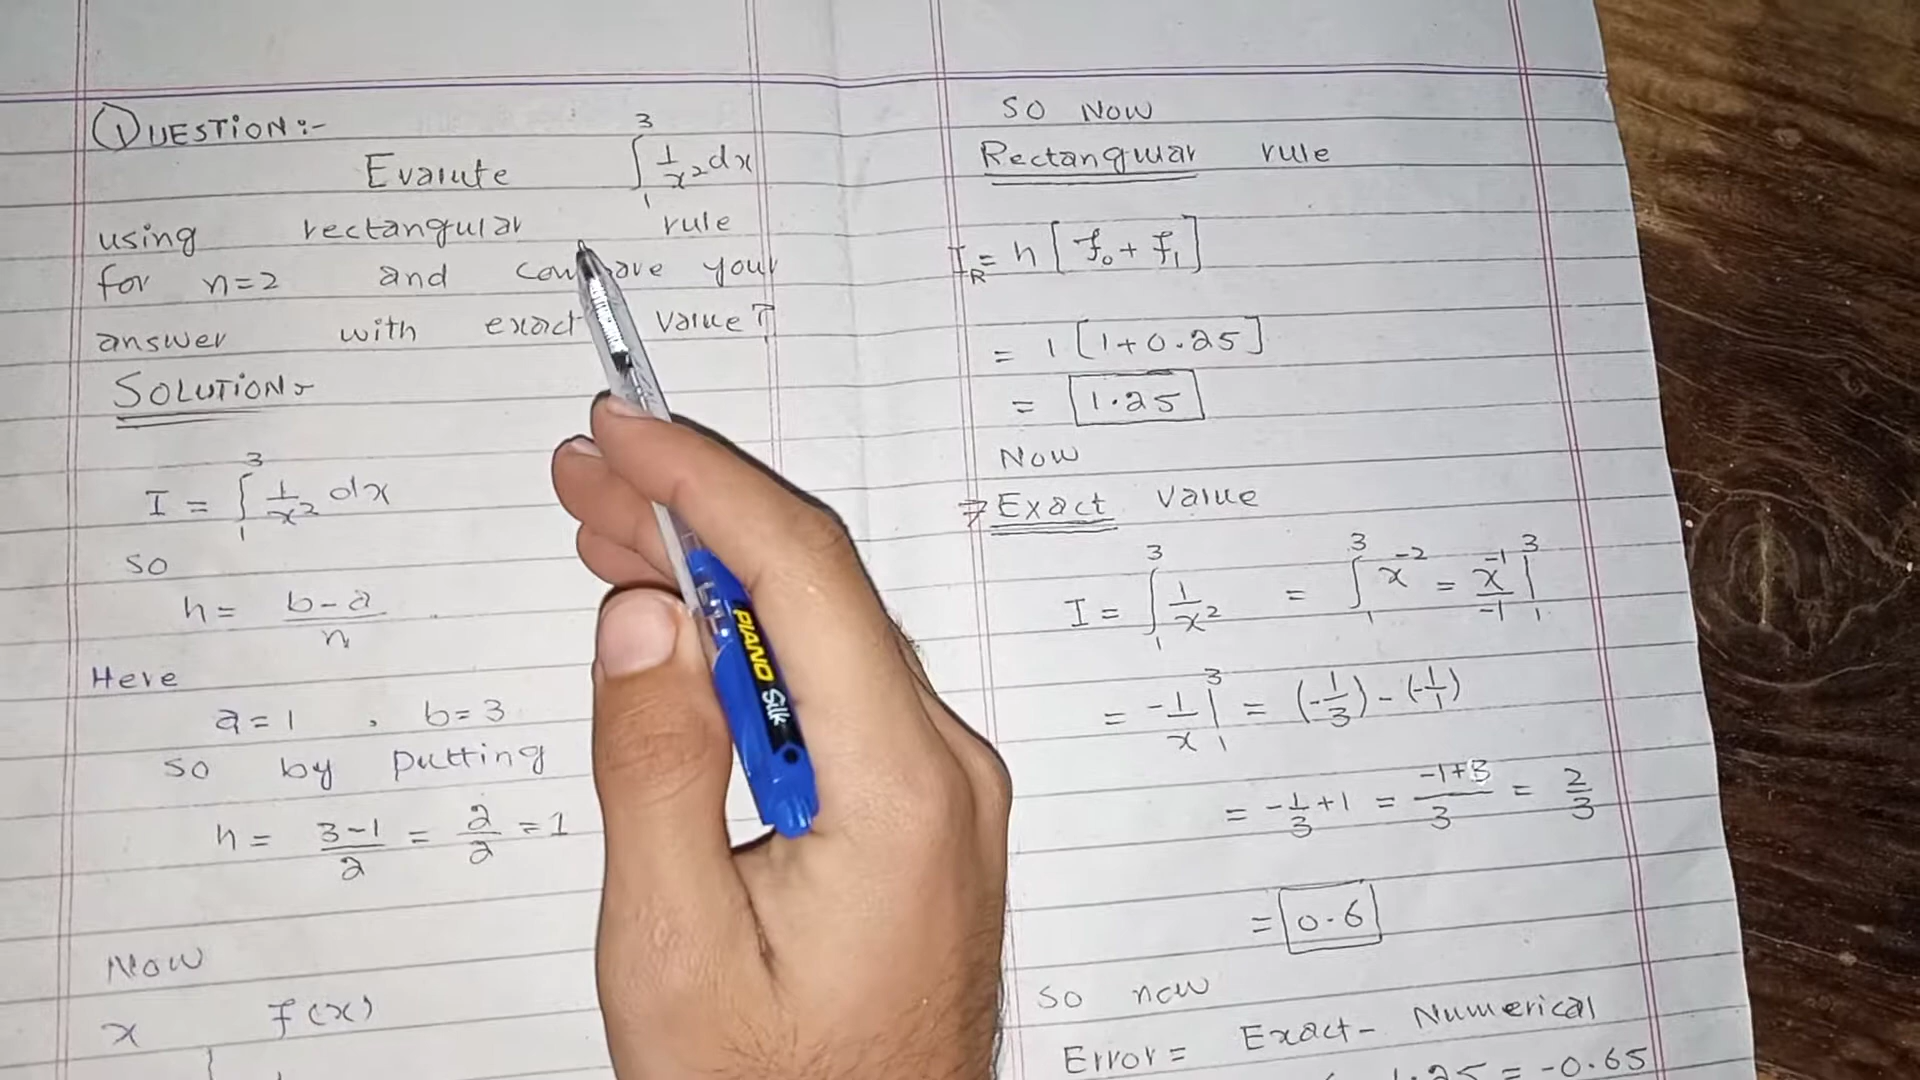 QUESTION:-
Evalute ∫₁³ 1/x² dx
using rectangular rule
for n=2 and your
answer with exact value?
SOLUTION:-
I = ∫₁³ 1/x² dx
so
h = (b-a)/n
Here
a=1 , b=3
so by putting
h = (3-1)/2 = 2/2 = 1
Now
x f(x)
SO NOW
Rectangular rule
I_R = h[f₀+f₁]
= 1[1+0.25]
= 1.25
Now
⇒ Exact value
I = ∫₁³ 1/x² = ∫₁³ x⁻² = x⁻¹/-1 |₁³
= -1/x |₁³ = (-1/3)-(-1/1)
= -1/3+1 = (-1+3)/3 = 2/3
= 0.6
so now
Error = Exact- Numerical
1.25 = -0.65
PIANO Silk